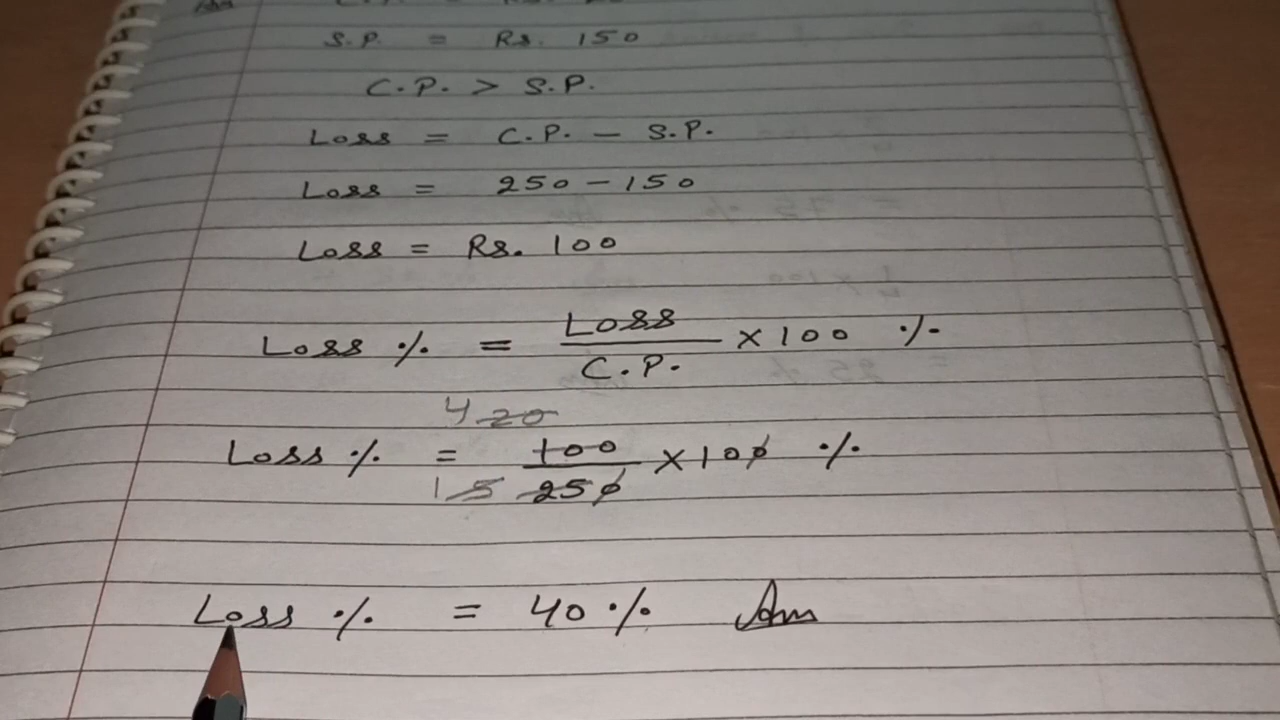 S.P. = Rs. 150
C.P. > S.P.
Loss = C.P. - S.P.
Loss = 250 - 150
Loss = Rs. 100
Loss % = Loss / C.P. × 100 %
4 20
Loss % = 100 / 250 × 100 %
1 5
Loss % = 40 % Ans